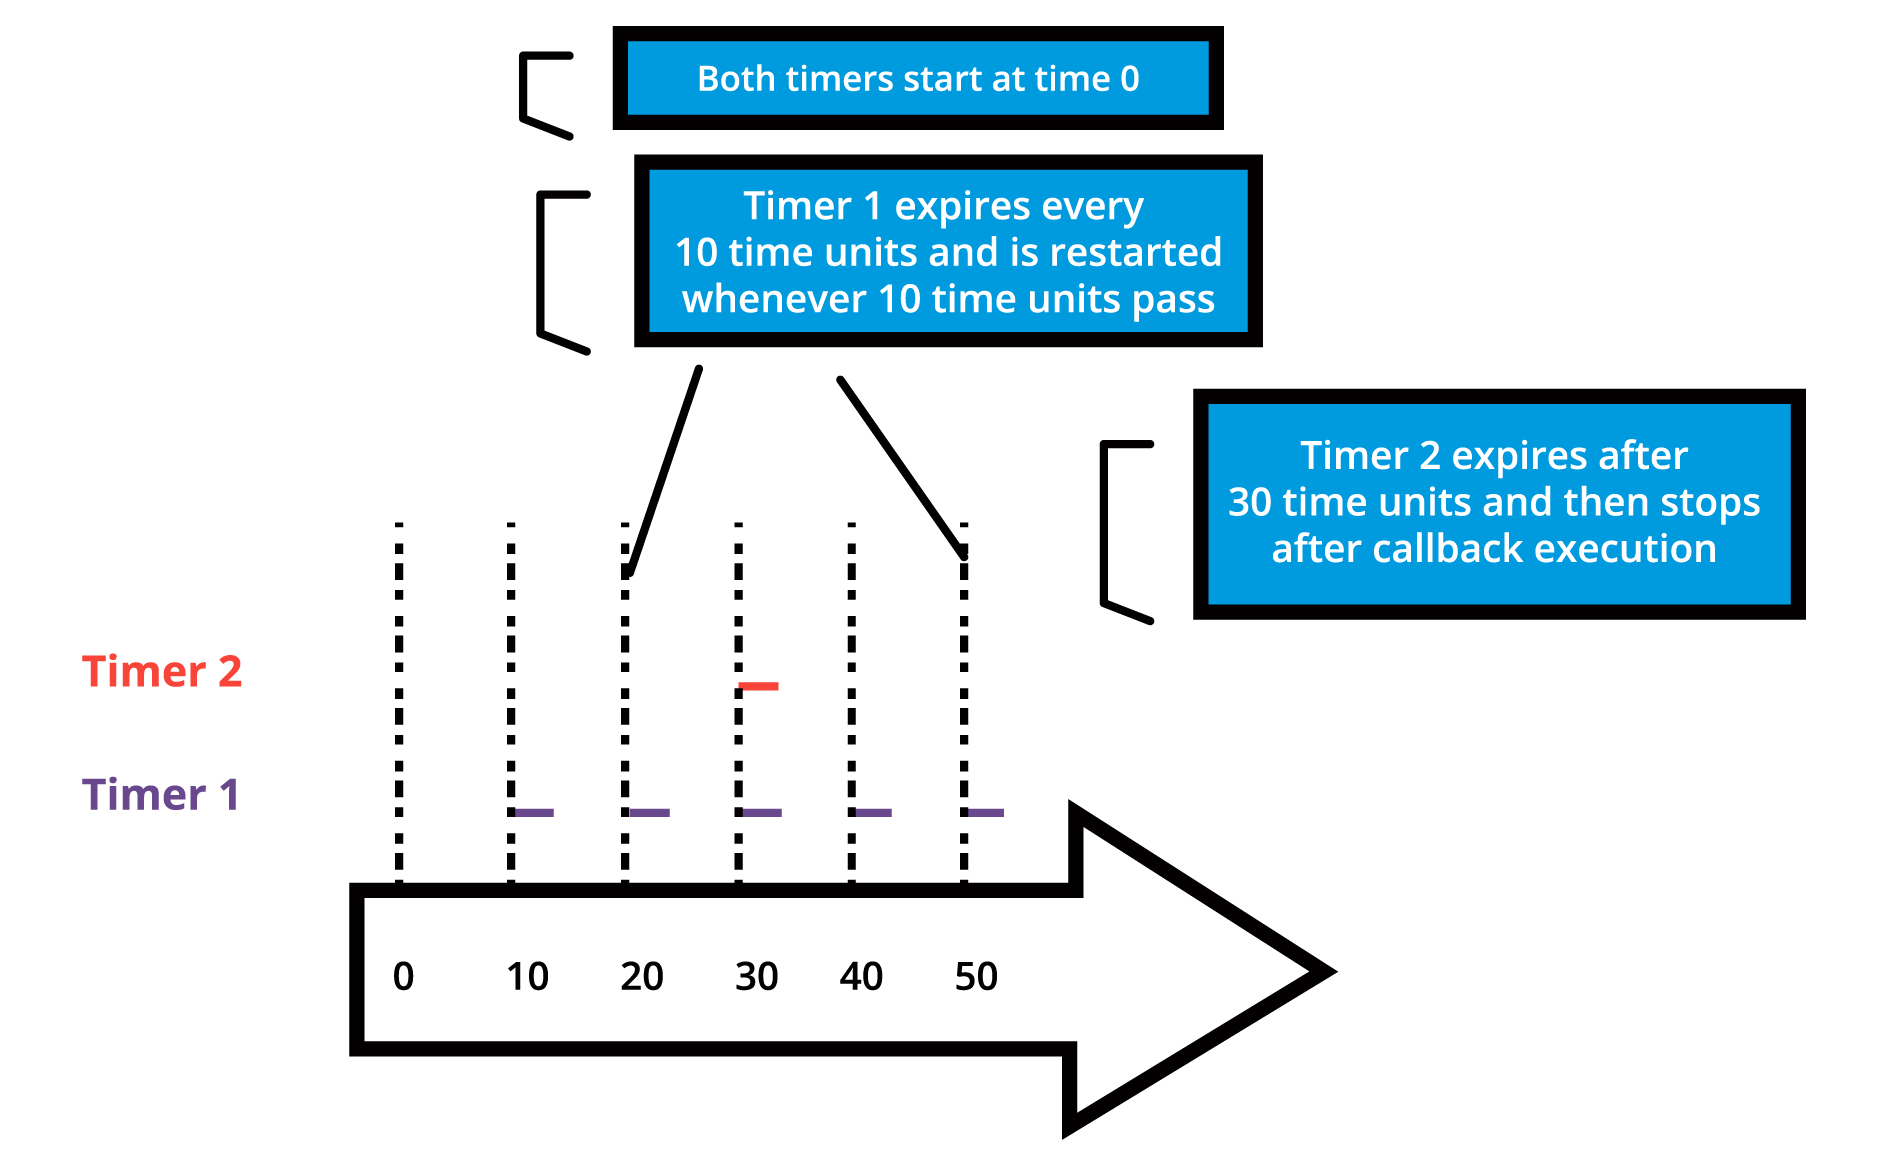 Both timers start at time 0
Timer 1 expires every
10 time units and is restarted
whenever 10 time units pass
Timer 2 expires after
30 time units and then stops
after callback execution
Timer 2
Timer 1
0 10 20 30 40 50